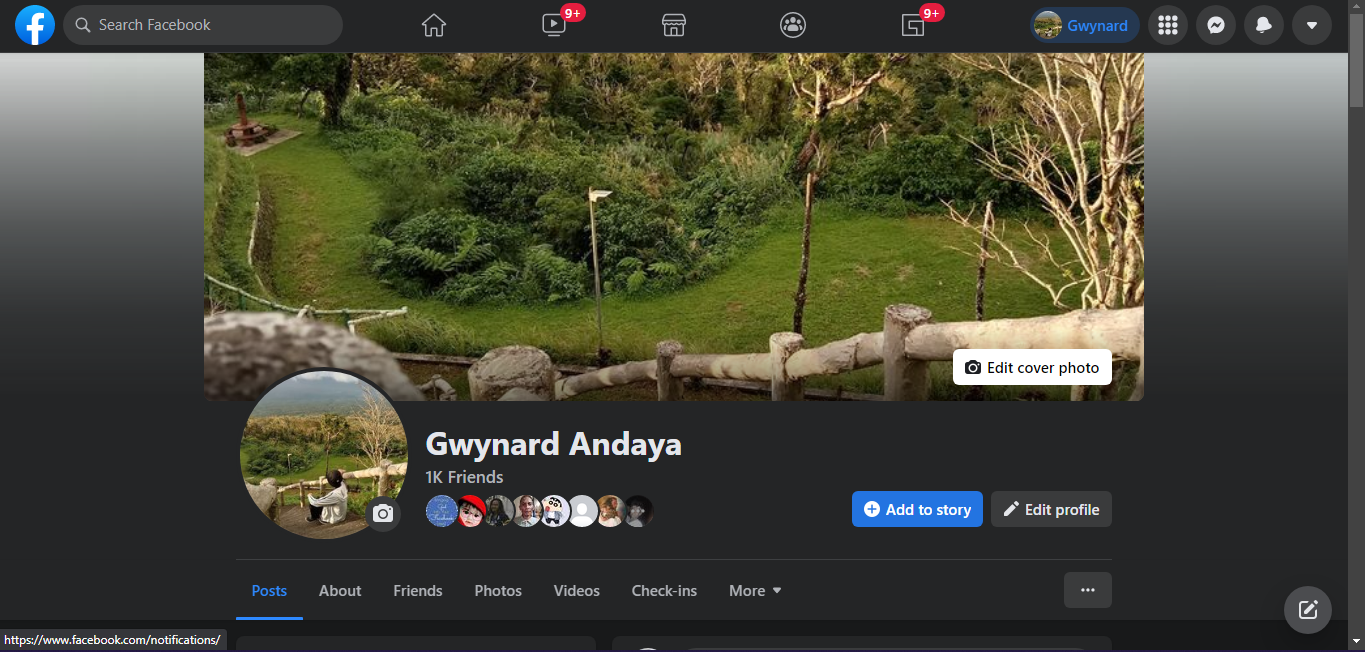 Search Facebook
9+
9+
Gwynard
Edit cover photo
Gwynard Andaya
1K Friends
Add to story
Edit profile
Posts
About
Friends
Photos
Videos
Check-ins
More
https://www.facebook.com/notifications/